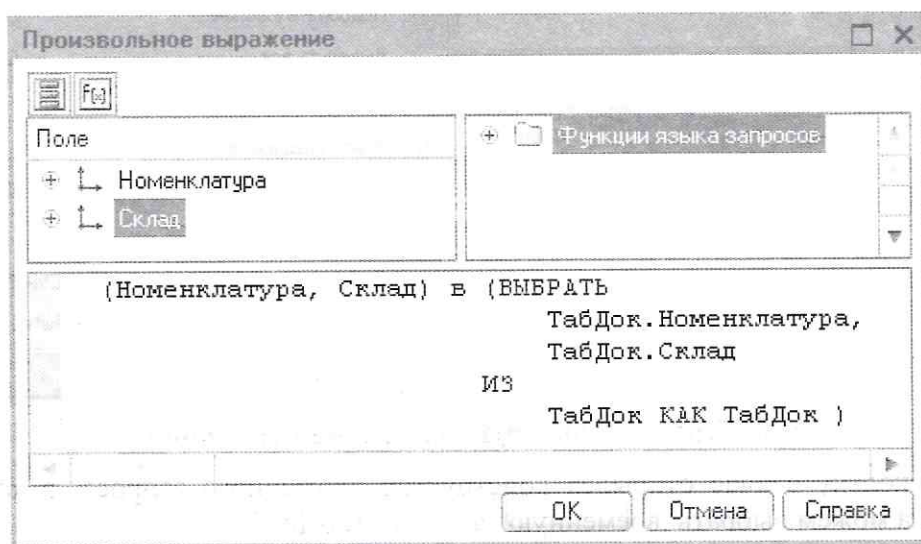 Произвольное выражение
Поле
Номенклатура
Склад
Функции языка запросов
(Номенклатура, Склад) в (ВЫБРАТЬ
ТабДок.Номенклатура,
ТабДок.Склад
ИЗ
ТабДок КАК ТабДок )
OK
Отмена
Справка